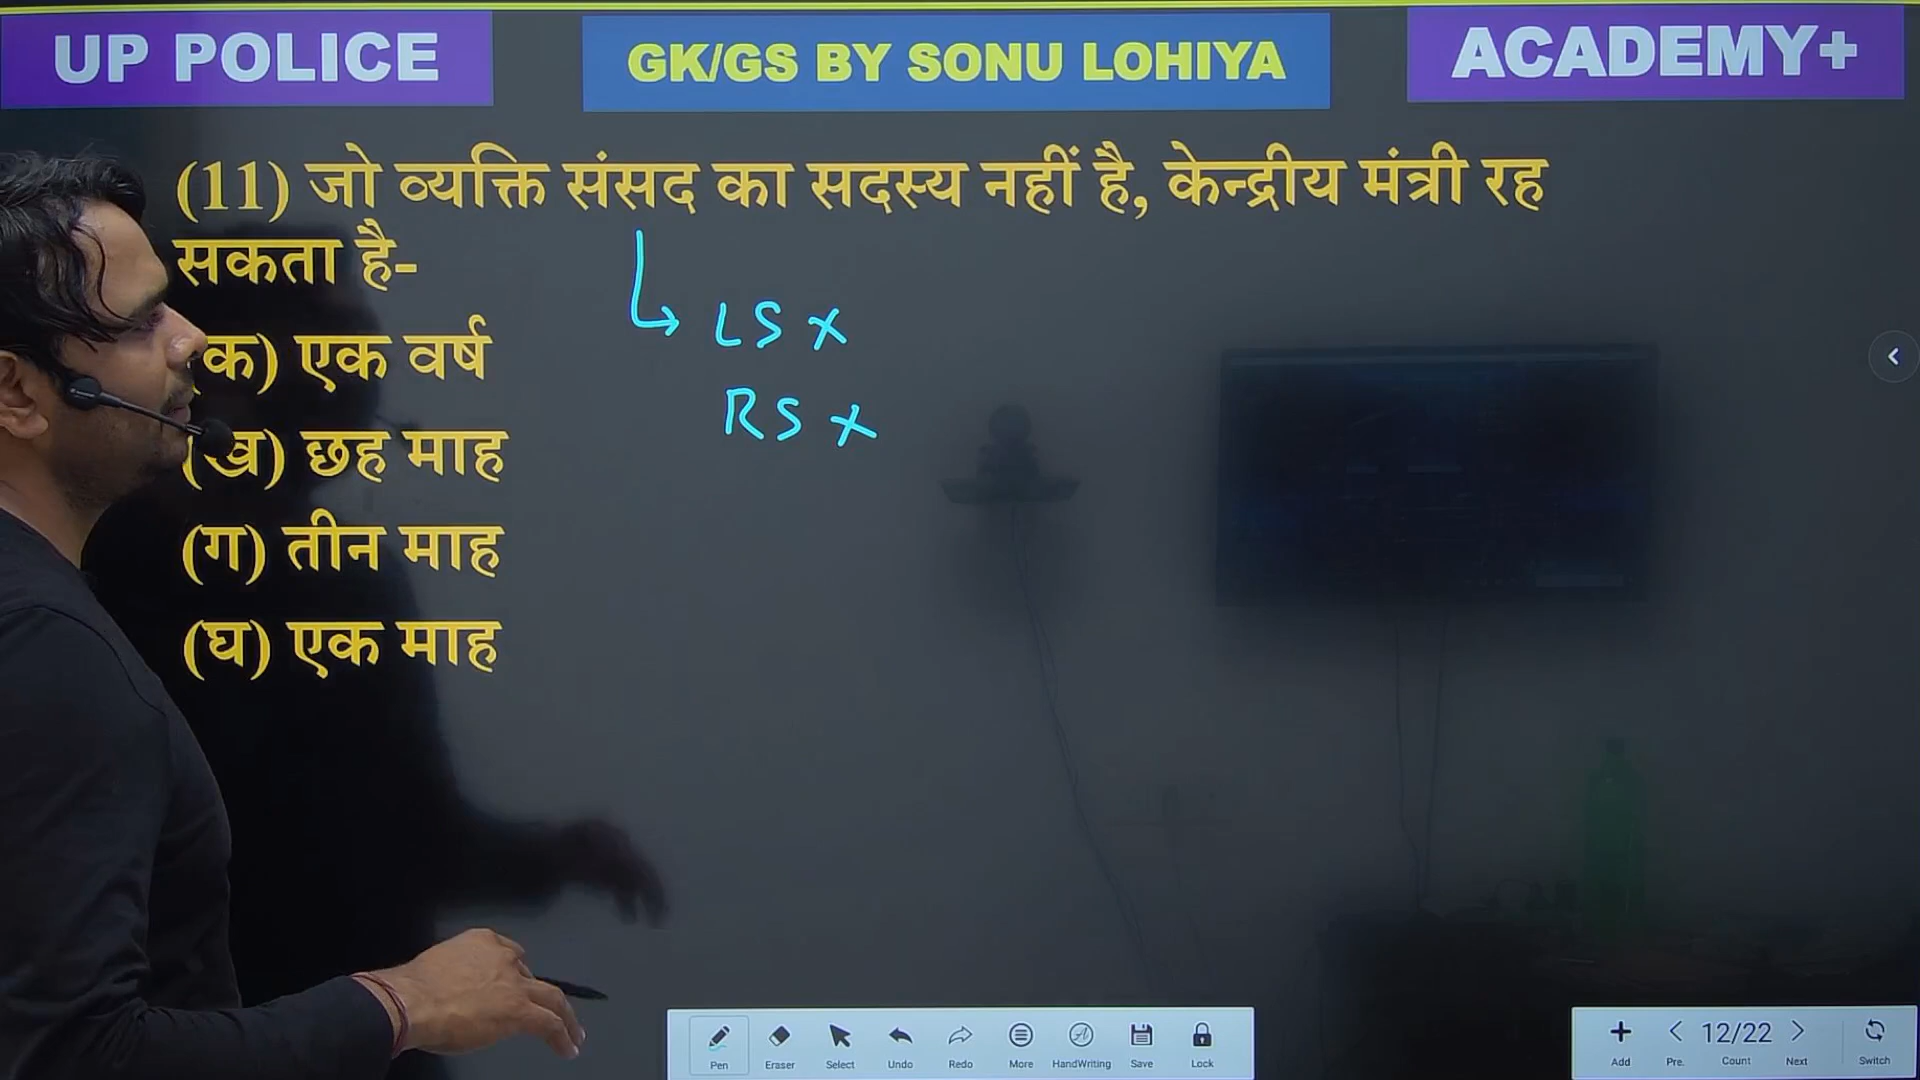 UP POLICE
GK/GS BY SONU LOHIYA
ACADEMY+
(11) जो व्यक्ति संसद का सदस्य नहीं है, केन्द्रीय मंत्री रह
सकता है-
LS X
(क) एक वर्ष
RS X
(ख) छह माह
(ग) तीन माह
(घ) एक माह
Pen Eraser Select Undo Redo More HandWriting Save Lock
12/22
Add Pre. Count Next Switch